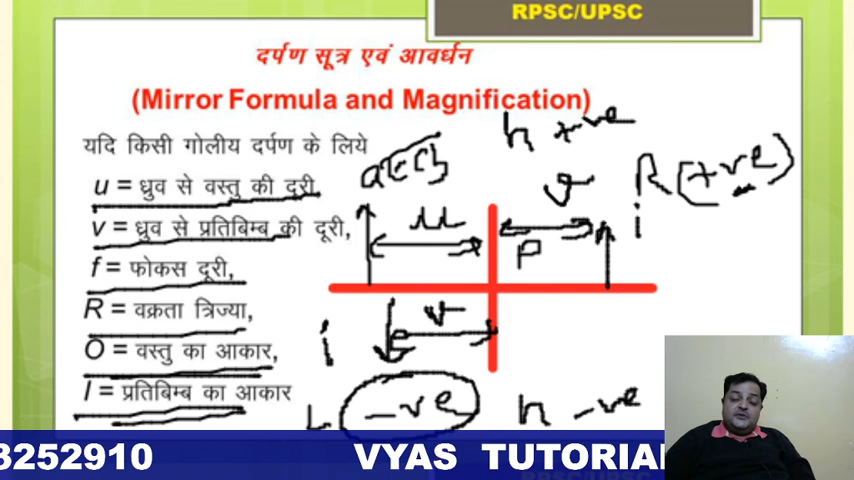 RPSC/UPSC
दर्पण सूत्र एवं आवर्धन
(Mirror Formula and Magnification)
यदि किसी गोलीय दर्पण के लिये
u = ध्रुव से वस्तु की दूरी,
v = ध्रुव से प्रतिबिम्ब की दूरी,
f = फोकस दूरी,
R = वक्रता त्रिज्या,
O = वस्तु का आकार,
I = प्रतिबिम्ब का आकार
h +ve
R (+ve)
u
v
P
i
v
i
-ve
h -ve
3252910 VYAS TUTORIA